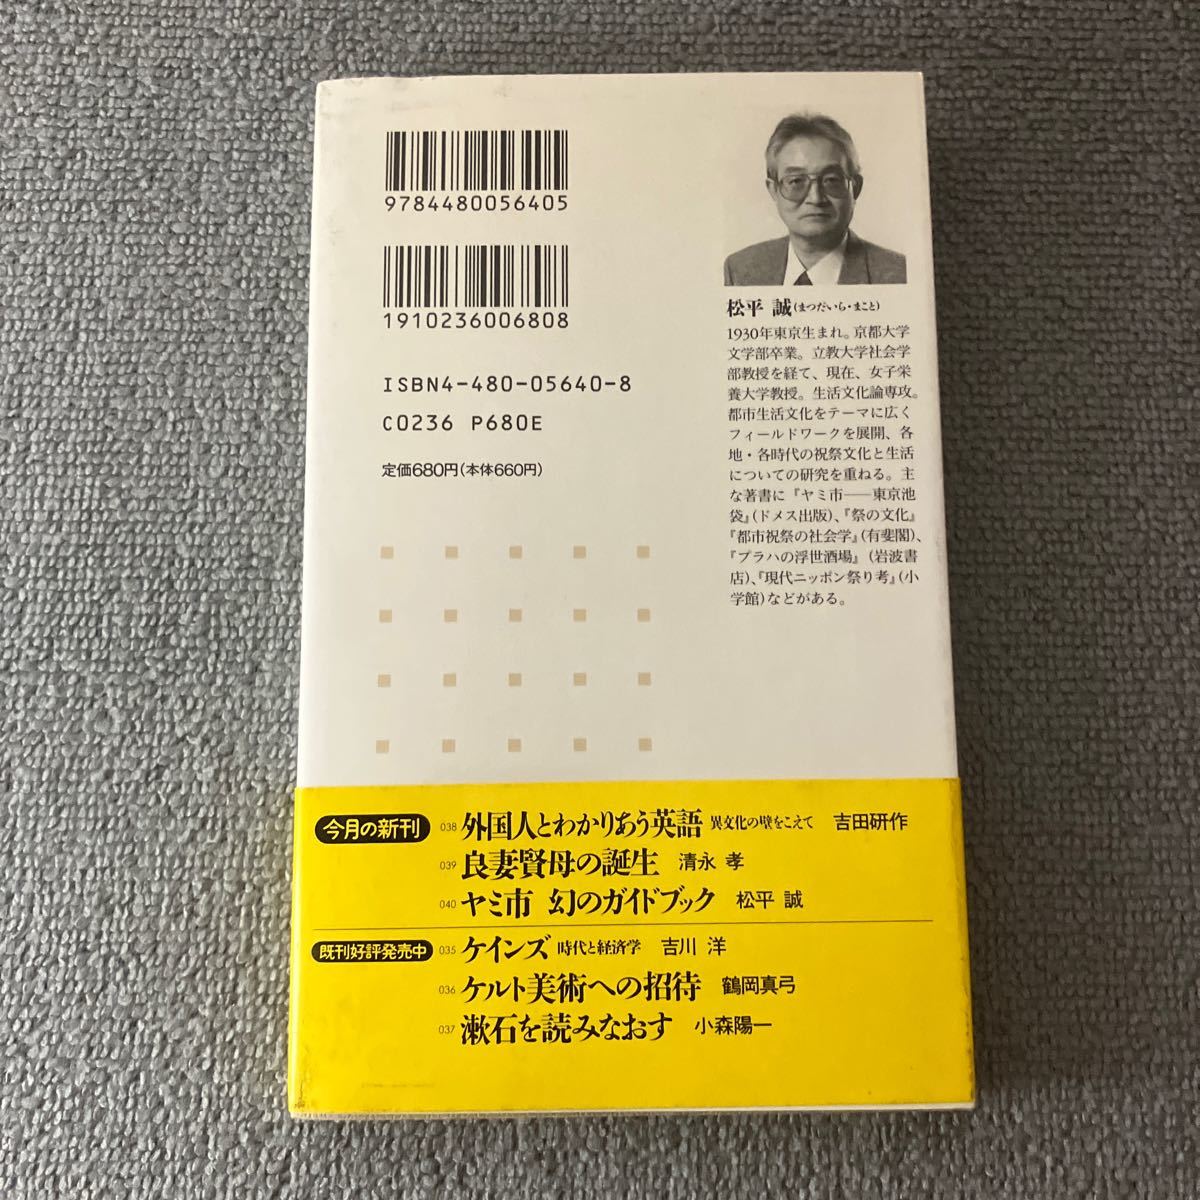 9784480056405
1910236006808
ISBN4-480-05640-8
C0236 P680E
定価680円(本体660円)
松平 誠(まつだいら・まこと)
1930年東京生まれ。京都大学
文学部卒業。立教大学社会学
部教授を経て、現在、女子栄
養大学教授。生活文化論専攻。
都市生活文化をテーマに広く
フィールドワークを展開、各
地・各時代の祝祭文化と生活
についての研究を重ねる。主
な著書に『ヤミ市――東京池
袋』(ドメス出版)、『祭の文化』
『都市祝祭の社会学』(有斐閣)、
『プラハの浮世酒場』(岩波書
店)、『現代ニッポン祭り考』(小
学館)などがある。
今月の新刊 038 外国人とわかりあう英語 異文化の壁をこえて 吉田研作
039 良妻賢母の誕生 清永 孝
040 ヤミ市 幻のガイドブック 松平 誠
既刊好評発売中 035 ケインズ 時代と経済学 吉川 洋
036 ケルト美術への招待 鶴岡真弓
037 漱石を読みなおす 小森陽一